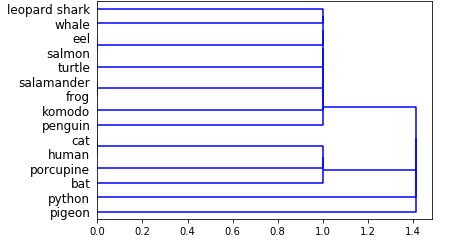 leopard shark
whale
eel
salmon
turtle
salamander
frog
komodo
penguin
cat
human
porcupine
bat
python
pigeon
0.0 0.2 0.4 0.6 0.8 1.0 1.2 1.4